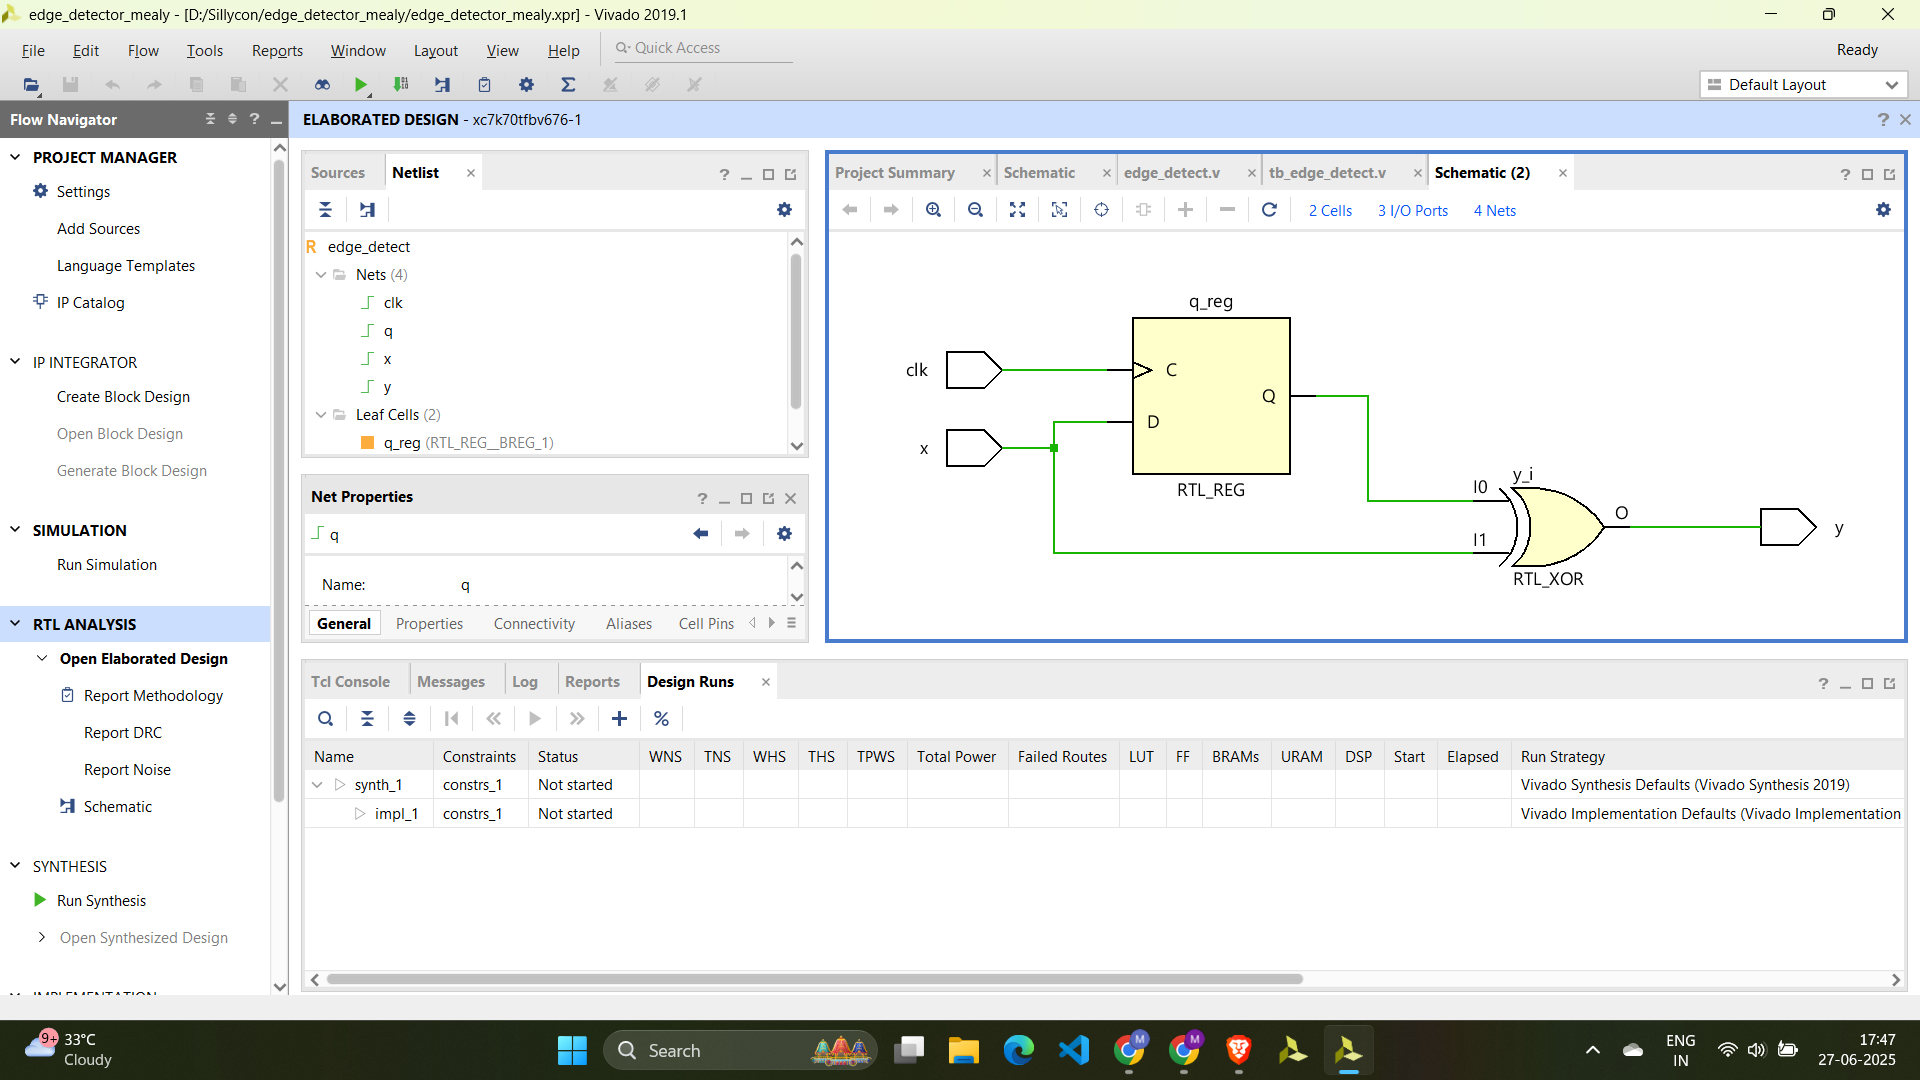 edge_detector_mealy - [D:/Sillycon/edge_detector_mealy/edge_detector_mealy.xpr] - Vivado 2019.1
File Edit Flow Tools Reports Window Layout View Help Quick Access Ready
Default Layout
Flow Navigator
PROJECT MANAGER
Settings
Add Sources
Language Templates
IP Catalog
IP INTEGRATOR
Create Block Design
Open Block Design
Generate Block Design
SIMULATION
Run Simulation
RTL ANALYSIS
Open Elaborated Design
Report Methodology
Report DRC
Report Noise
Schematic
SYNTHESIS
Run Synthesis
Open Synthesized Design
IMPLEMENTATION
ELABORATED DESIGN - xc7k70tfbv676-1
Sources Netlist
R edge_detect
Nets (4)
clk
q
x
y
Leaf Cells (2)
q_reg (RTL_REG__BREG_1)
Net Properties
q
Name: q
General Properties Connectivity Aliases Cell Pins
Project Summary Schematic edge_detect.v tb_edge_detect.v Schematic (2)
2 Cells 3 I/O Ports 4 Nets
q_reg
clk C
Q
D
x
RTL_REG
y_i
I0
O
y
I1
RTL_XOR
Tcl Console Messages Log Reports Design Runs
Name Constraints Status WNS TNS WHS THS TPWS Total Power Failed Routes LUT FF BRAMs URAM DSP Start Elapsed Run Strategy
synth_1 constrs_1 Not started Vivado Synthesis Defaults (Vivado Synthesis 2019)
impl_1 constrs_1 Not started Vivado Implementation Defaults (Vivado Implementation
9+ 33°C
Cloudy
Search
M
M
ENG
IN
17:47
27-06-2025